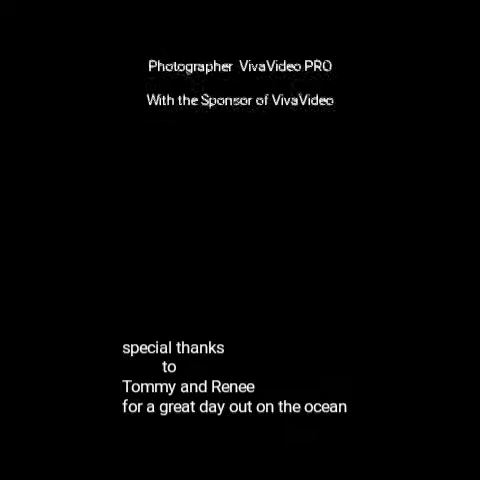 Photographer VivaVideo PRO
With the Sponsor of VivaVideo
special thanks
to
Tommy and Renee
for a great day out on the ocean